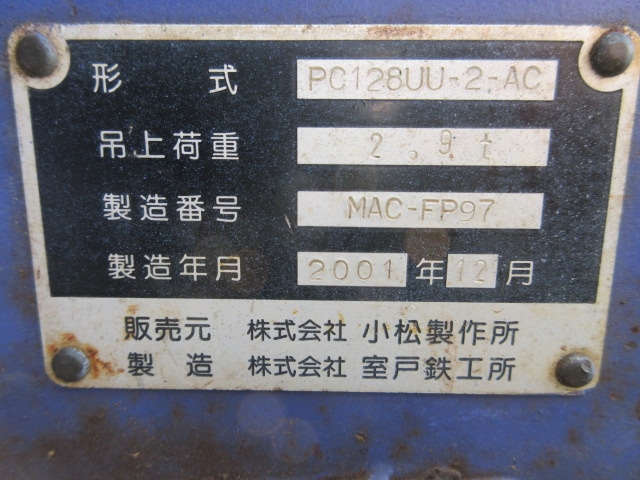 形式 PC128UU-2-AC
吊上荷重 2.9t
製造番号 MAC-FP97
製造年月 2001年12月
販売元 株式会社 小松製作所
製造 株式会社 室戸鉄工所